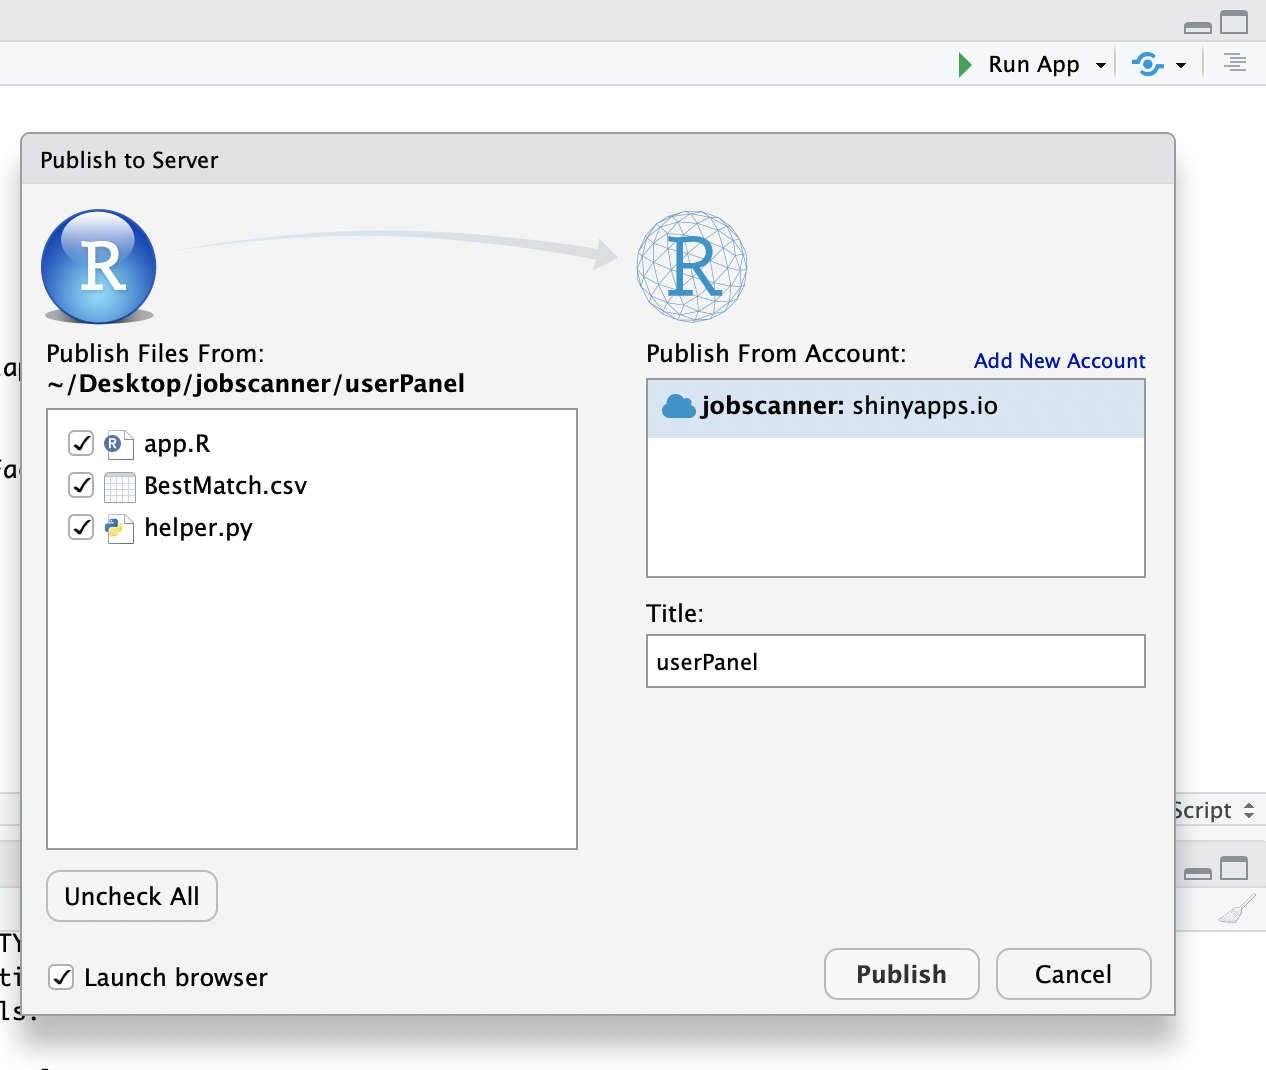 Run App
Publish to Server
R
R
Publish Files From:
~/Desktop/jobscanner/userPanel
Publish From Account:
Add New Account
jobscanner: shinyapps.io
R app.R
BestMatch.csv
helper.py
Title:
userPanel
Script
Uncheck All
Launch browser
Publish
Cancel